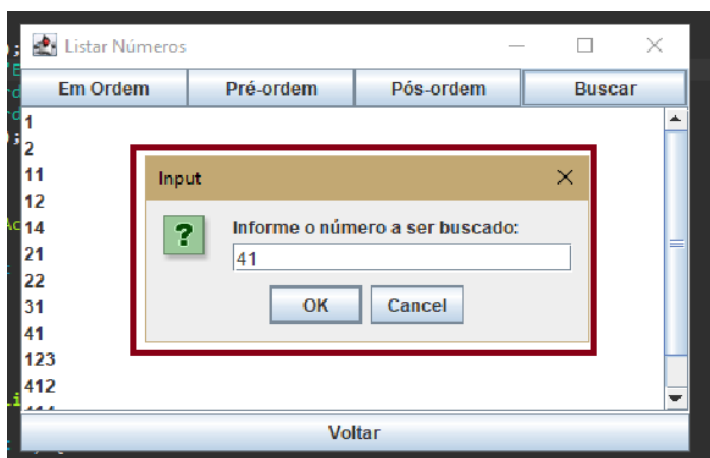 Listar Números
Em Ordem Pré-ordem Pós-ordem Buscar
1
2
11
12
14
21
22
31
41
123
412
Input
Informe o número a ser buscado:
41
OK Cancel
Voltar